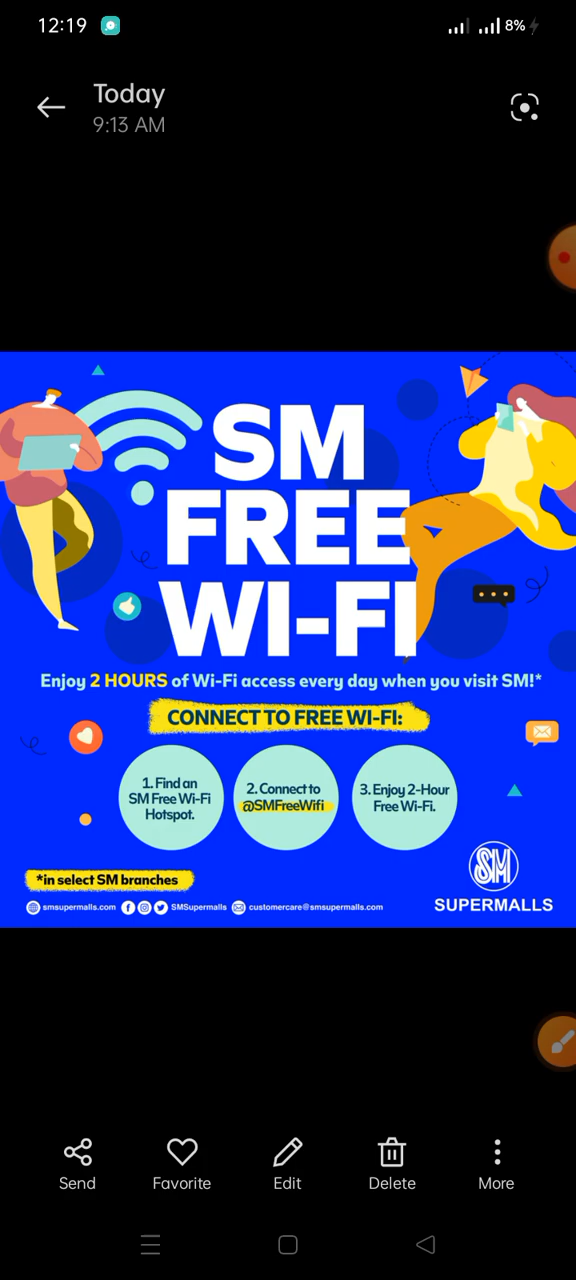 12:19
8%
Today
9:13 AM
SM
FREE
WI-FI
Enjoy 2 HOURS of Wi-Fi access every day when you visit SM!*
CONNECT TO FREE WI-FI:
1. Find an
SM Free Wi-Fi
Hotspot.
2. Connect to
@SMFreeWifi
3. Enjoy 2-Hour
Free Wi-Fi.
*in select SM branches
SM
SUPERMALLS
smsupermalls.com SMSupermalls customercare@smsupermalls.com
Send Favorite Edit Delete More